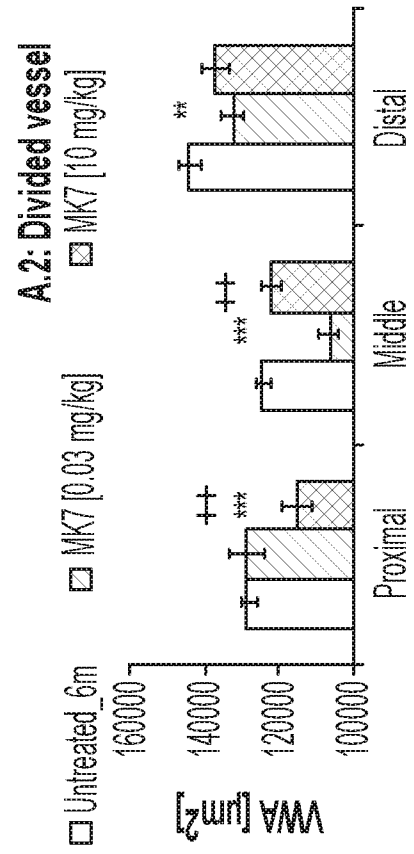 A.2: Divided vessel
Untreated_6m MK7 [0.03 mg/kg] MK7 [10 mg/kg]
VWA [µm²]
160000
140000
120000
100000
‡ ***
*** ‡
**
Proximal Middle Distal